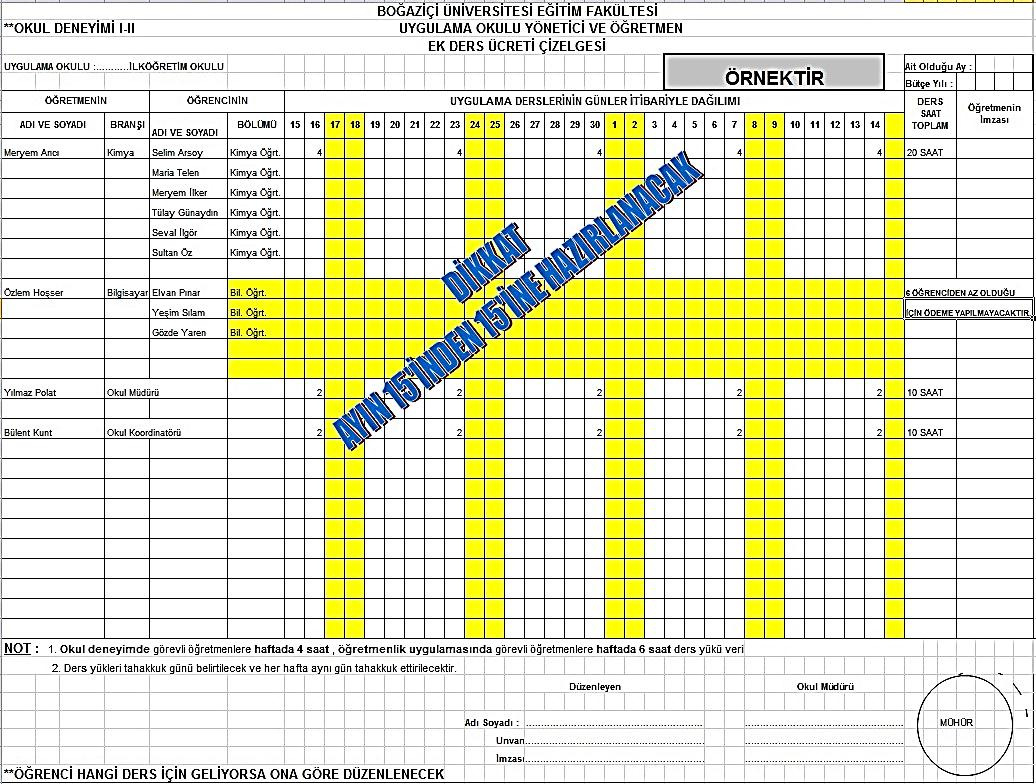 BOĞAZİÇİ ÜNİVERSİTESİ EĞİTİM FAKÜLTESİ
**OKUL DENEYİMİ I-II UYGULAMA OKULU YÖNETİCİ VE ÖĞRETMEN
EK DERS ÜCRETİ ÇİZELGESİ
UYGULAMA OKULU :...........İLKÖĞRETİM OKULU
ÖRNEKTİR
Ait Olduğu Ay :
Bütçe Yılı :
ÖĞRETMENİN ÖĞRENCİNİN UYGULAMA DERSLERİNİN GÜNLER İTİBARİYLE DAĞILIMI
DERS SAAT TOPLAM
Öğretmenin İmzası
ADI VE SOYADI BRANŞI ADI VE SOYADI BÖLÜMÜ 15 16 17 18 19 20 21 22 23 24 25 26 27 28 29 30 1 2 3 4 5 6 7 8 9 10 11 12 13 14
Meryem Arıcı Kimya Selim Arsoy Kimya Öğrt. 4 4 4 4 4 20 SAAT
Maria Telen Kimya Öğrt.
Meryem İlker Kimya Öğrt.
Tülay Günaydın Kimya Öğrt.
Seval İlgör Kimya Öğrt.
Sultan Öz Kimya Öğrt.
DİKKAT
AYIN 15'İNDEN 15'İNE HAZIRLANACAK
Özlem Hoşser Bilgisayar Elvan Pınar Bil. Öğrt. 6 ÖĞRENCİDEN AZ OLDUĞU
Yeşim Sılam Bil. Öğrt. İÇİN ÖDEME YAPILMAYACAKTIR.
Gözde Yaren Bil. Öğrt.
Yılmaz Polat Okul Müdürü 2 2 2 2 2 10 SAAT
Bülent Kunt Okul Koordinatörü 2 2 2 2 2 10 SAAT
NOT : 1. Okul deneyimde görevli öğretmenlere haftada 4 saat , öğretmenlik uygulamasında görevli öğretmenlere haftada 6 saat ders yükü veri
2. Ders yükleri tahakkuk günü belirtilecek ve her hafta aynı gün tahakkuk ettirilecektir.
Düzenleyen Okul Müdürü
Adı Soyadı :
Unvan
İmzası
MÜHÜR
**ÖĞRENCİ HANGİ DERS İÇİN GELİYORSA ONA GÖRE DÜZENLENECEK